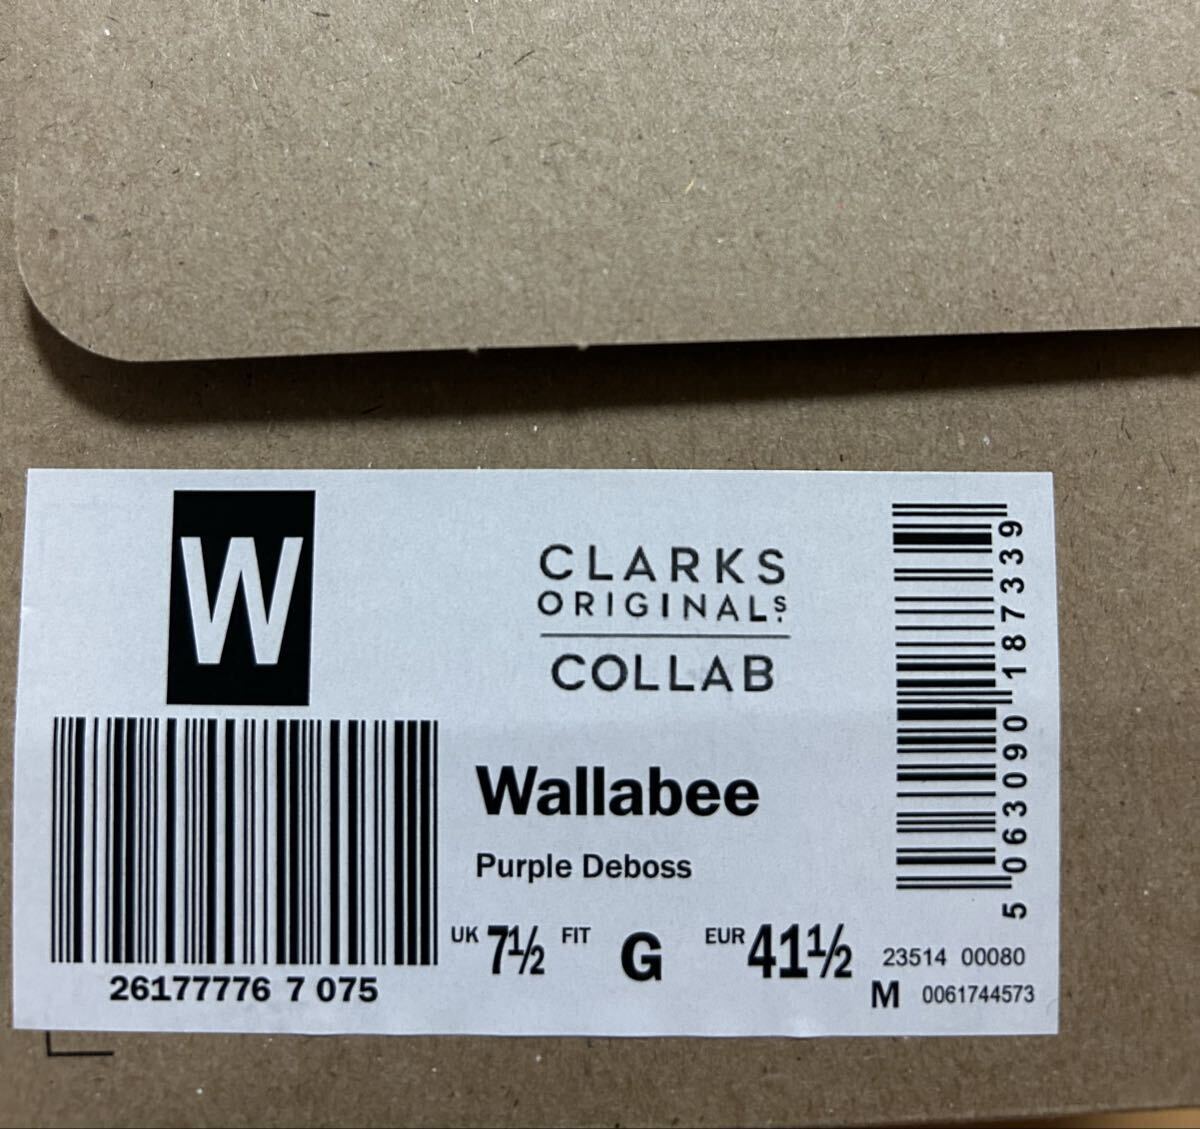 W
CLARKS
ORIGINALS.
COLLAB
Wallabee
Purple Deboss
UK 7½ FIT G EUR 41½
26177776 7 075
5 063090 187339
23514 00080
M 0061744573